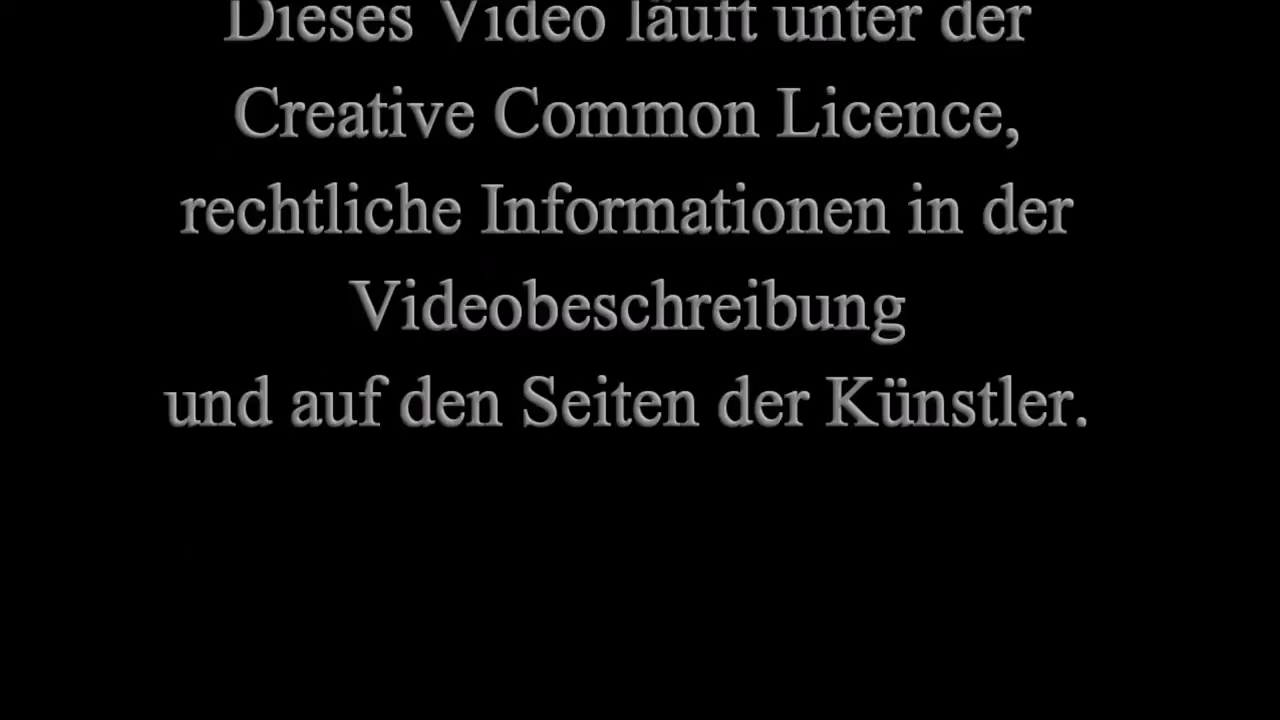 Dieses Video läuft unter der
Creative Common Licence,
rechtliche Informationen in der
Videobeschreibung
und auf den Seiten der Künstler.